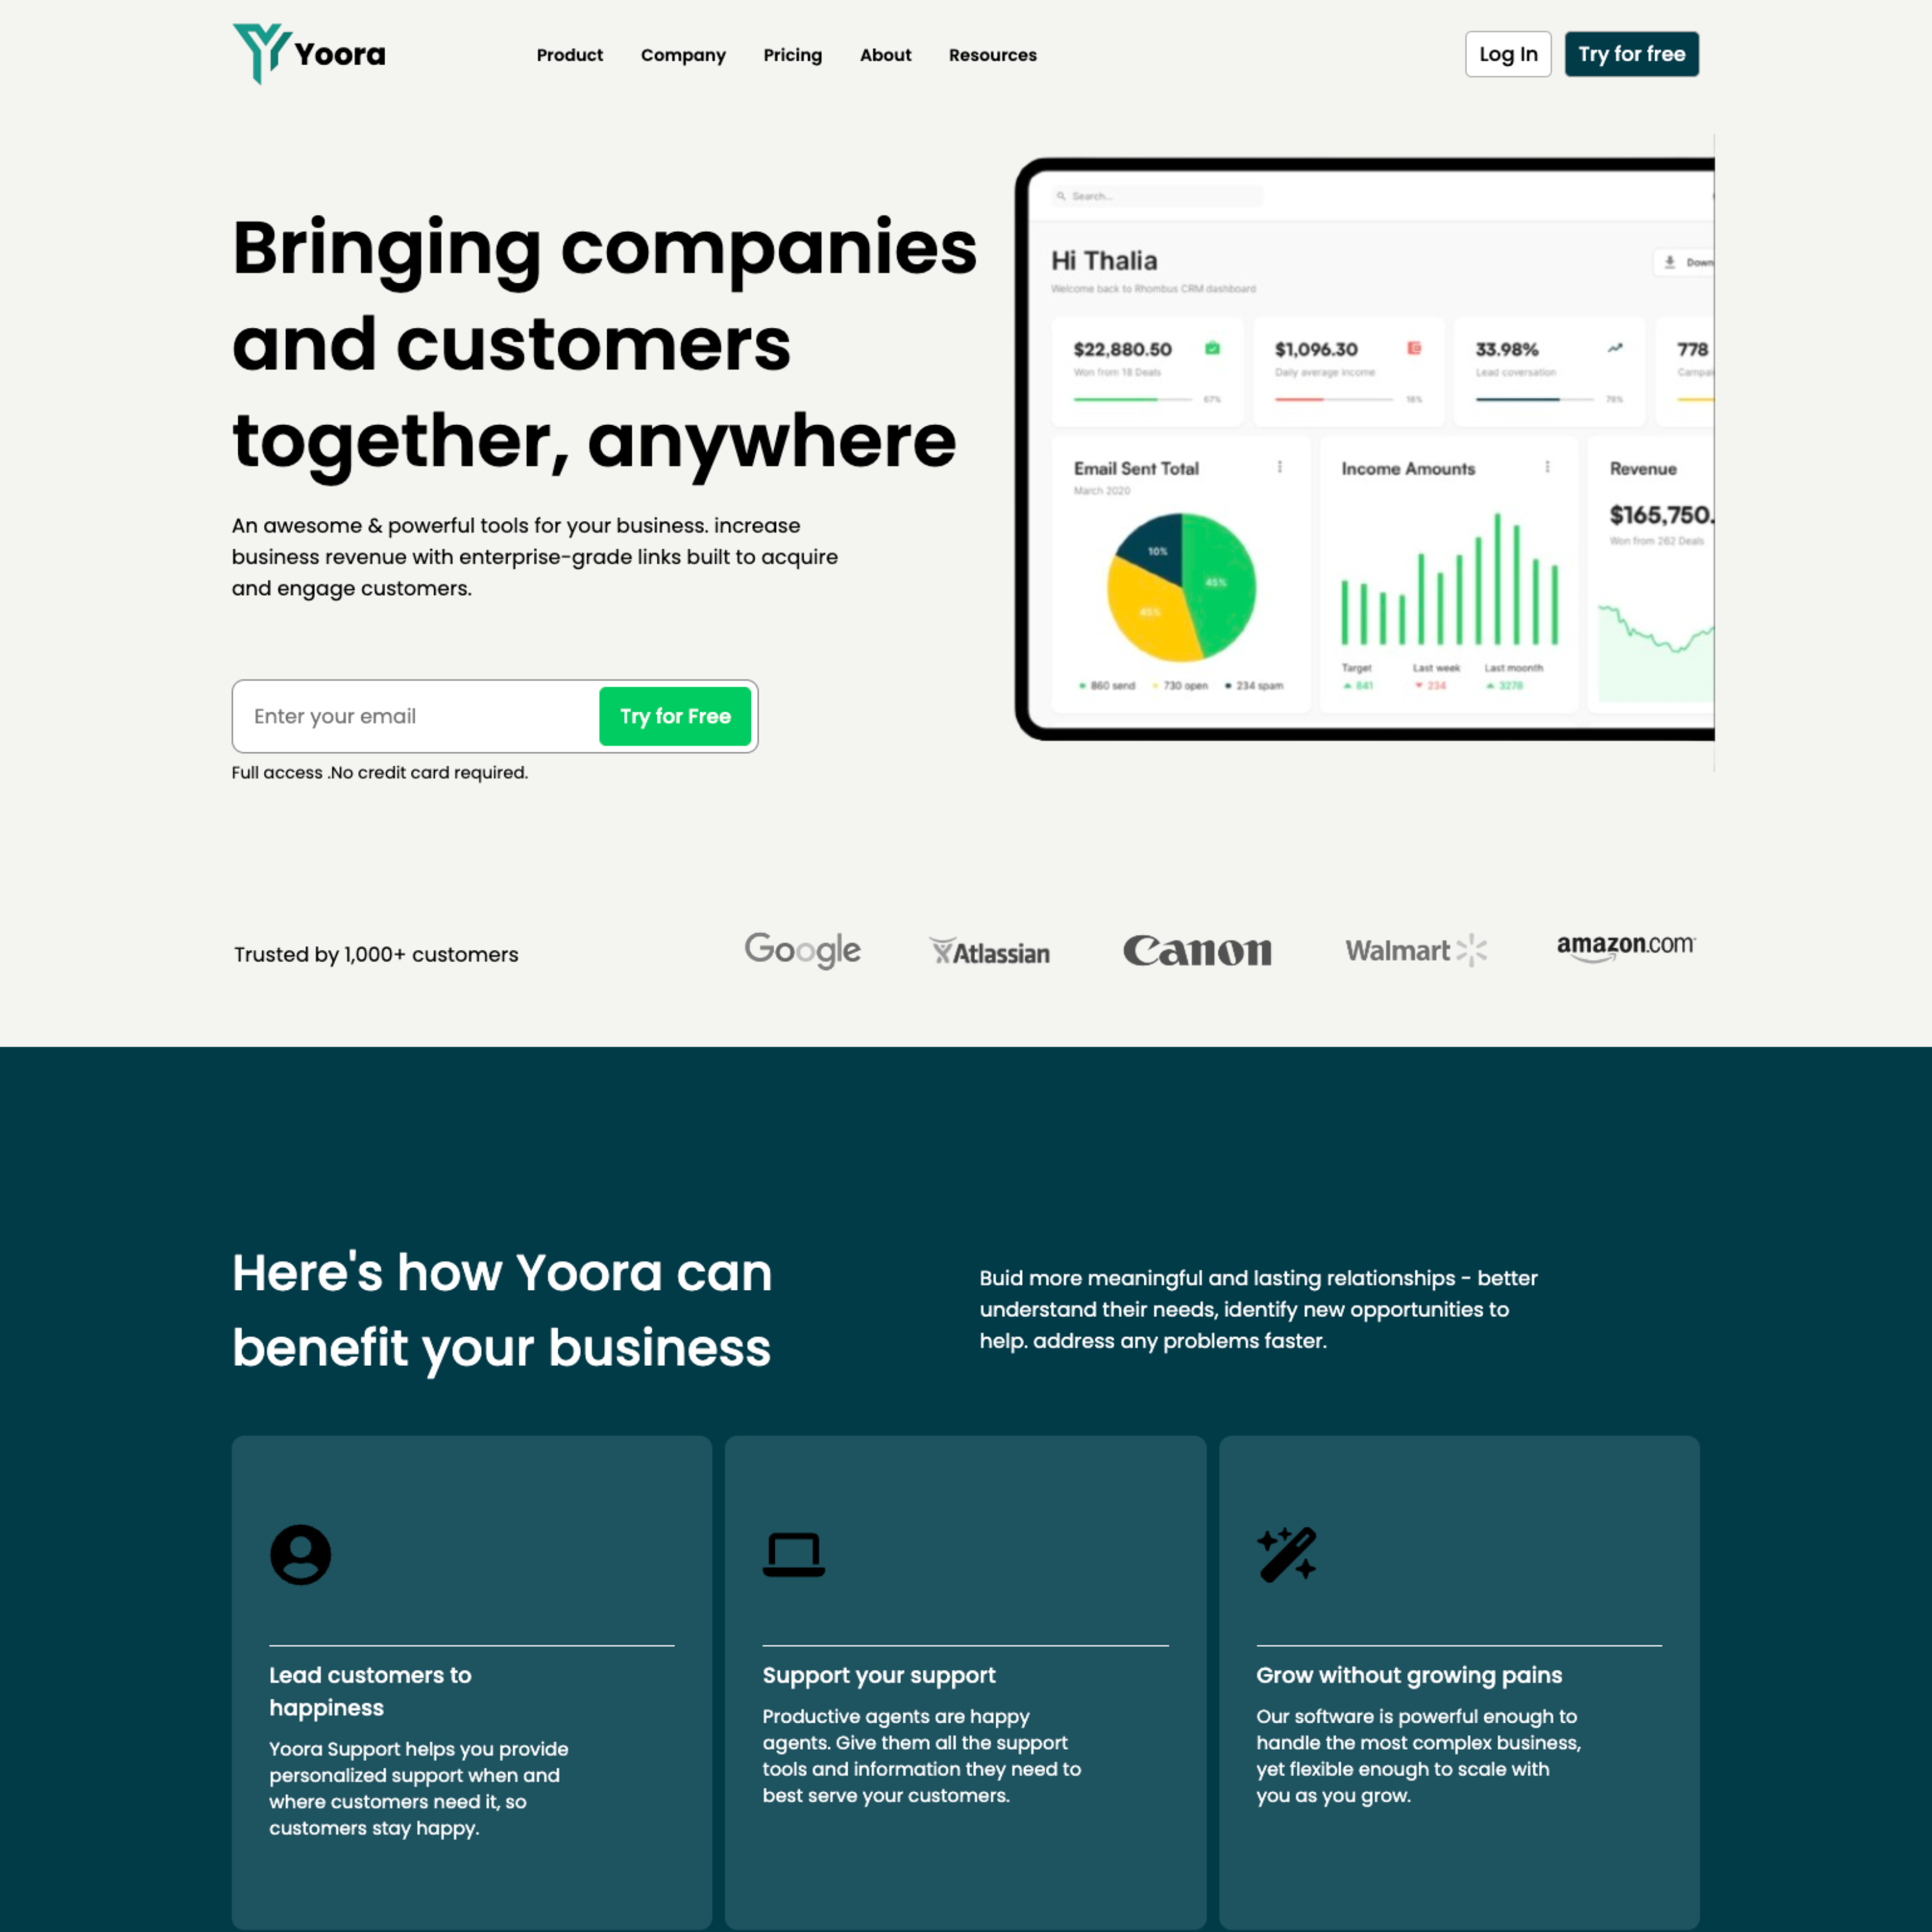 Yoora
Product Company Pricing About Resources
Log In
Try for free
Bringing companies
and customers
together, anywhere
An awesome & powerful tools for your business. increase
business revenue with enterprise-grade links built to acquire
and engage customers.
Enter your email
Try for Free
Full access .No credit card required.
Search...
Hi Thalia
Welcome back to Rhombus CRM dashboard
Down
$22,880.50
Won from 18 Deals
67%
$1,096.30
Daily average income
18%
33.98%
Lead coversation
78%
778
Campai
Email Sent Total
March 2020
10%
45%
45%
860 send 730 open 234 spam
Income Amounts
Target Last week Last moonth
841 234 3278
Revenue
$165,750.
Won from 262 Deals
Trusted by 1,000+ customers
Google
Atlassian
Canon
Walmart
amazon.com
Here's how Yoora can
benefit your business
Buid more meaningful and lasting relationships - better
understand their needs, identify new opportunities to
help. address any problems faster.
Lead customers to
happiness
Yoora Support helps you provide
personalized support when and
where customers need it, so
customers stay happy.
Support your support
Productive agents are happy
agents. Give them all the support
tools and information they need to
best serve your customers.
Grow without growing pains
Our software is powerful enough to
handle the most complex business,
yet flexible enough to scale with
you as you grow.